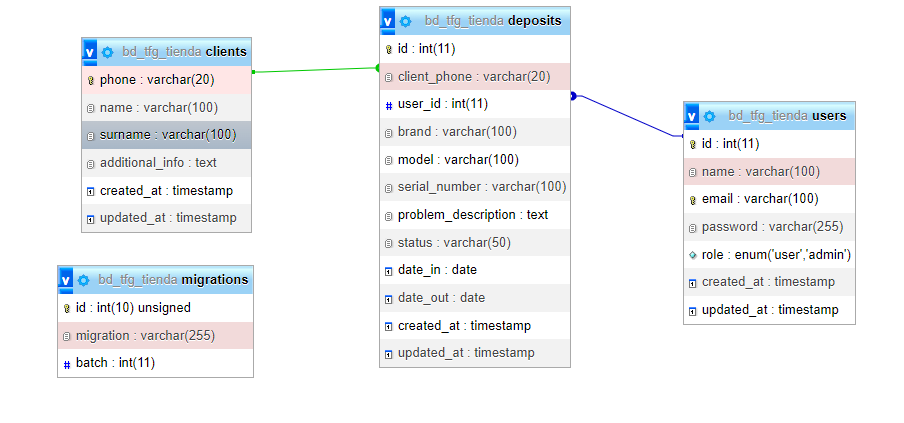 bd_tfg_tienda clients
phone : varchar(20)
name : varchar(100)
surname : varchar(100)
additional_info : text
created_at : timestamp
updated_at : timestamp
bd_tfg_tienda migrations
id : int(10) unsigned
migration : varchar(255)
# batch : int(11)
bd_tfg_tienda deposits
id : int(11)
client_phone : varchar(20)
# user_id : int(11)
brand : varchar(100)
model : varchar(100)
serial_number : varchar(100)
problem_description : text
status : varchar(50)
date_in : date
date_out : date
created_at : timestamp
updated_at : timestamp
bd_tfg_tienda users
id : int(11)
name : varchar(100)
email : varchar(100)
password : varchar(255)
role : enum('user','admin')
created_at : timestamp
updated_at : timestamp